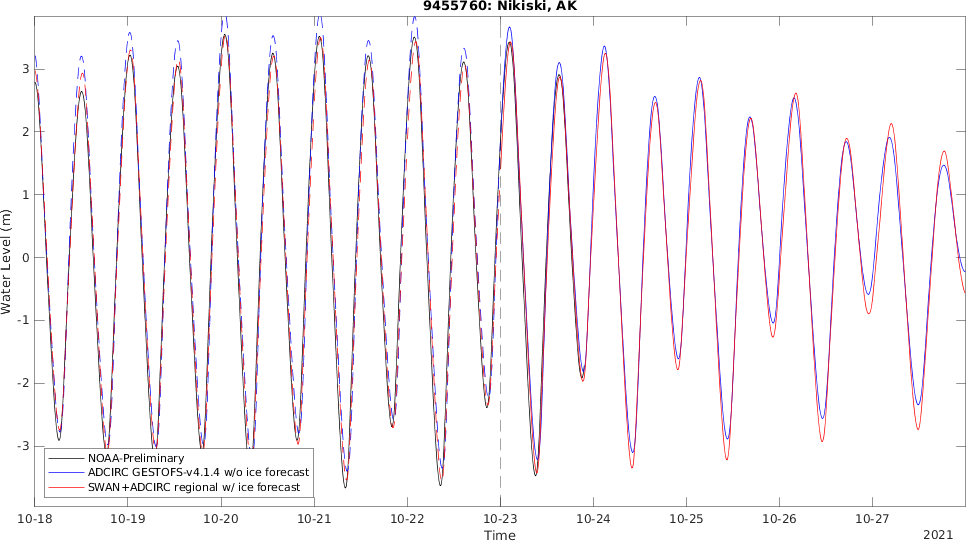 9455760: Nikiski, AK
Water Level (m)
3
2
1
0
-1
-2
-3
NOAA-Preliminary
ADCIRC GESTOFS-v4.1.4 w/o ice forecast
SWAN+ADCIRC regional w/ ice forecast
10-18 10-19 10-20 10-21 10-22 10-23 10-24 10-25 10-26 10-27
Time
2021